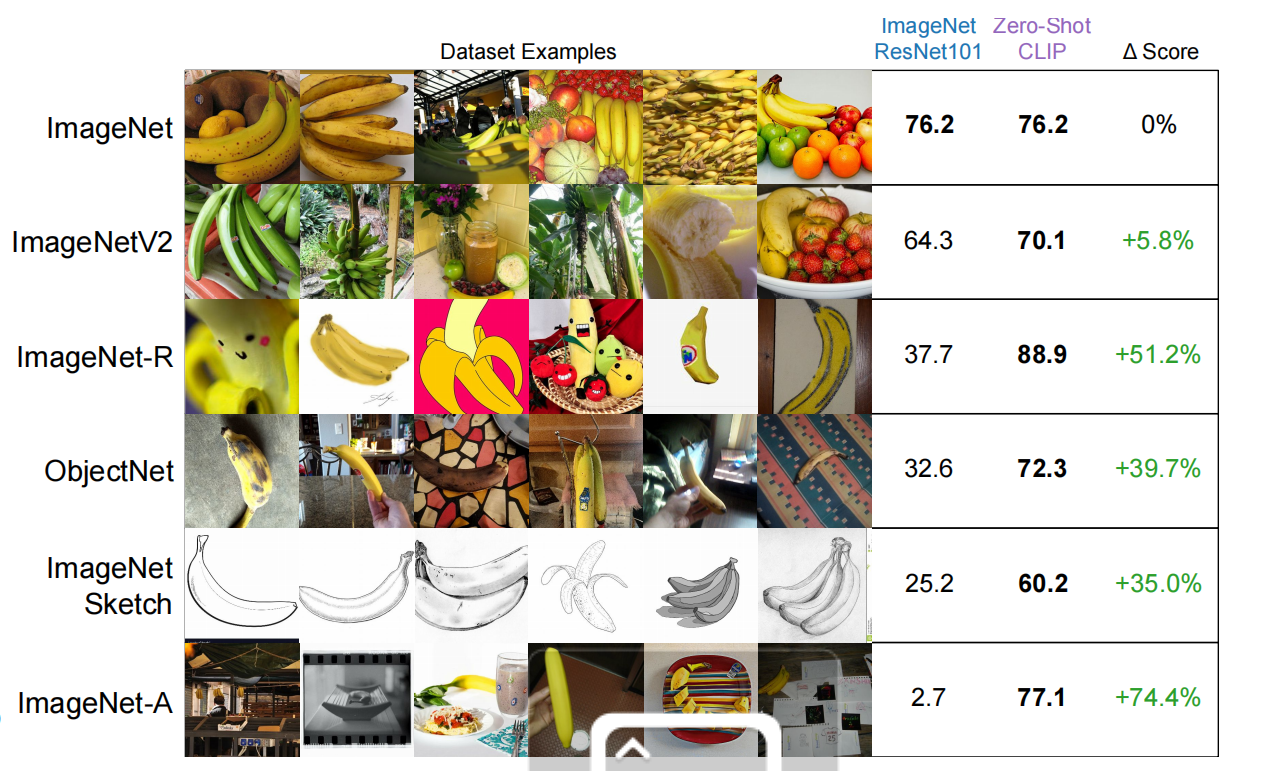 Dataset Examples
ImageNet ResNet101
Zero-Shot CLIP
Δ Score
ImageNet 76.2 76.2 0%
ImageNetV2 64.3 70.1 +5.8%
ImageNet-R 37.7 88.9 +51.2%
ObjectNet 32.6 72.3 +39.7%
ImageNet Sketch 25.2 60.2 +35.0%
ImageNet-A 2.7 77.1 +74.4%